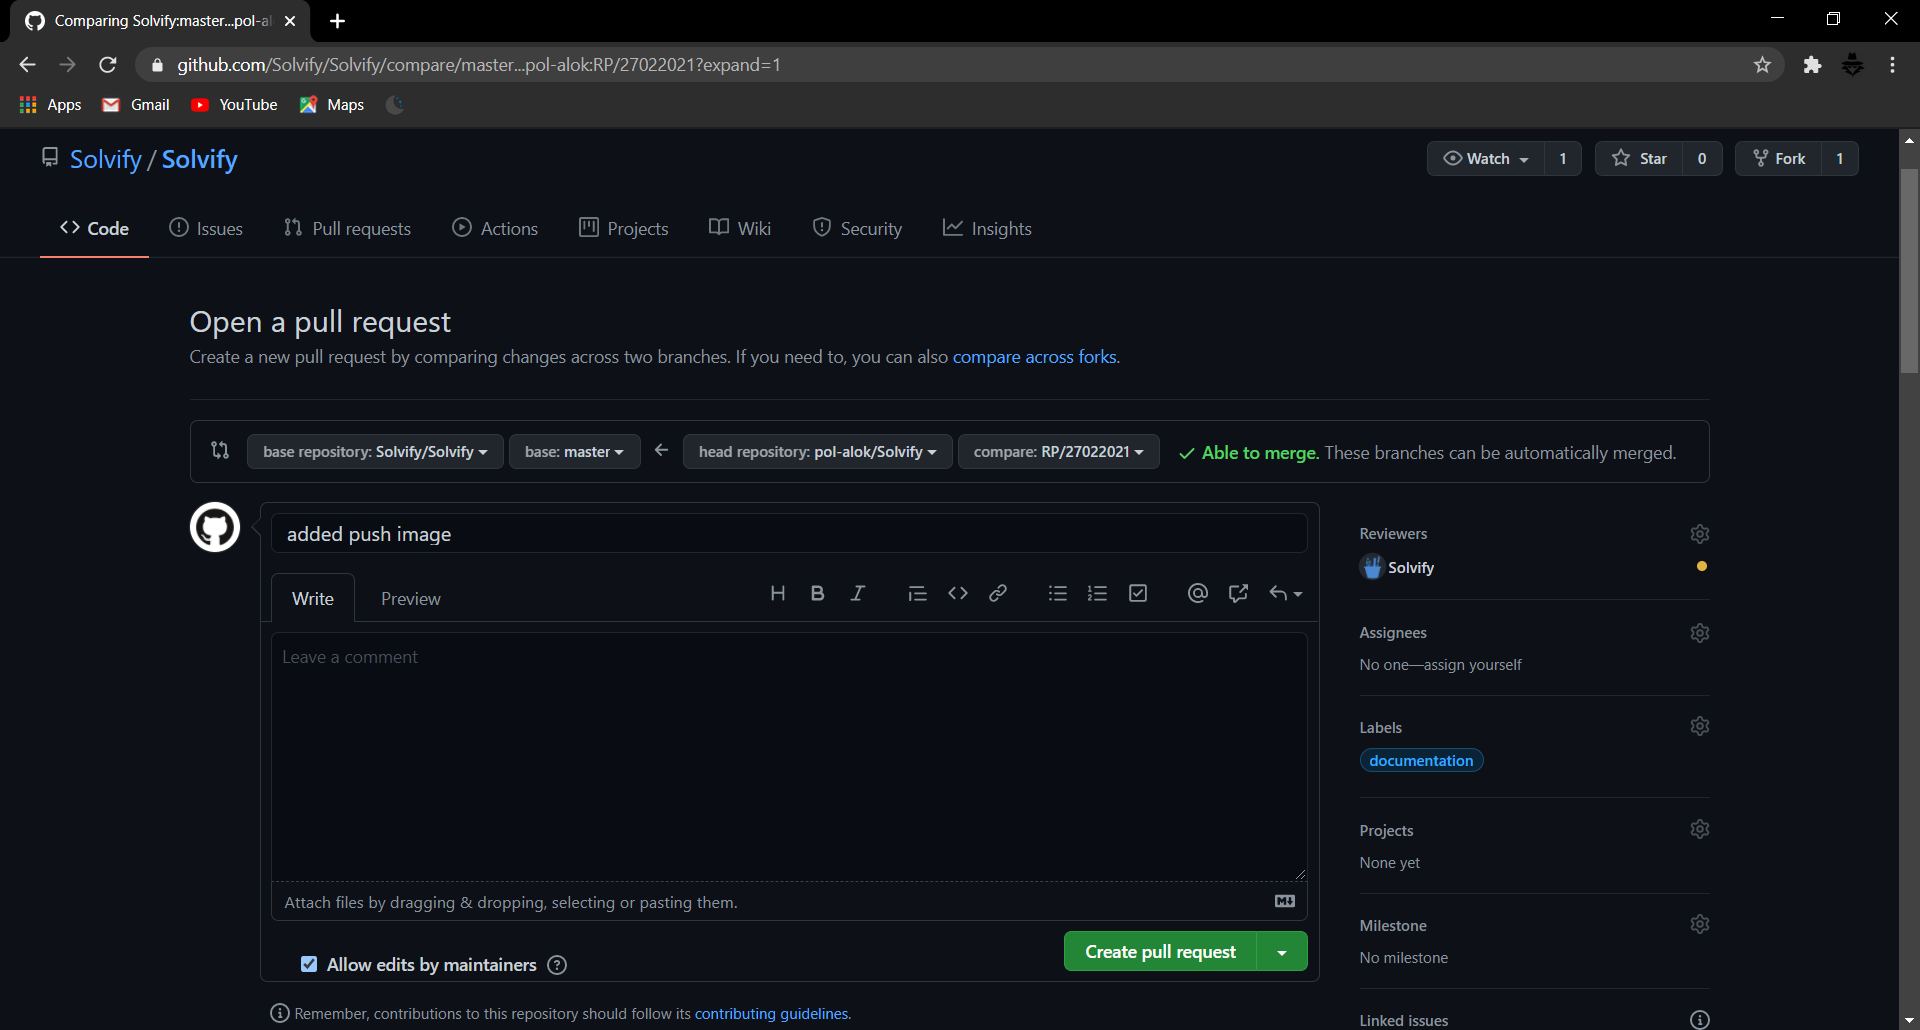 Comparing Solvify:master...pol-al
github.com/Solvify/Solvify/compare/master...pol-alok:RP/27022021?expand=1
Apps Gmail YouTube Maps
Solvify / Solvify
Watch 1 Star 0 Fork 1
Code Issues Pull requests Actions Projects Wiki Security Insights
Open a pull request
Create a new pull request by comparing changes across two branches. If you need to, you can also compare across forks.
base repository: Solvify/Solvify base: master head repository: pol-alok/Solvify compare: RP/27022021 Able to merge. These branches can be automatically merged.
added push image
Write Preview
Leave a comment
Attach files by dragging & dropping, selecting or pasting them.
Allow edits by maintainers
Create pull request
Remember, contributions to this repository should follow its contributing guidelines.
Reviewers
Solvify
Assignees
No one—assign yourself
Labels
documentation
Projects
None yet
Milestone
No milestone
Linked issues